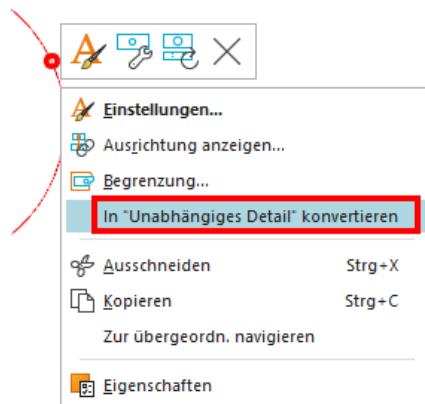 Einstellungen...
Ausrichtung anzeigen...
Begrenzung...
In "Unabhängiges Detail" konvertieren
Ausschneiden Strg+X
Kopieren Strg+C
Zur übergeordn. navigieren
Eigenschaften